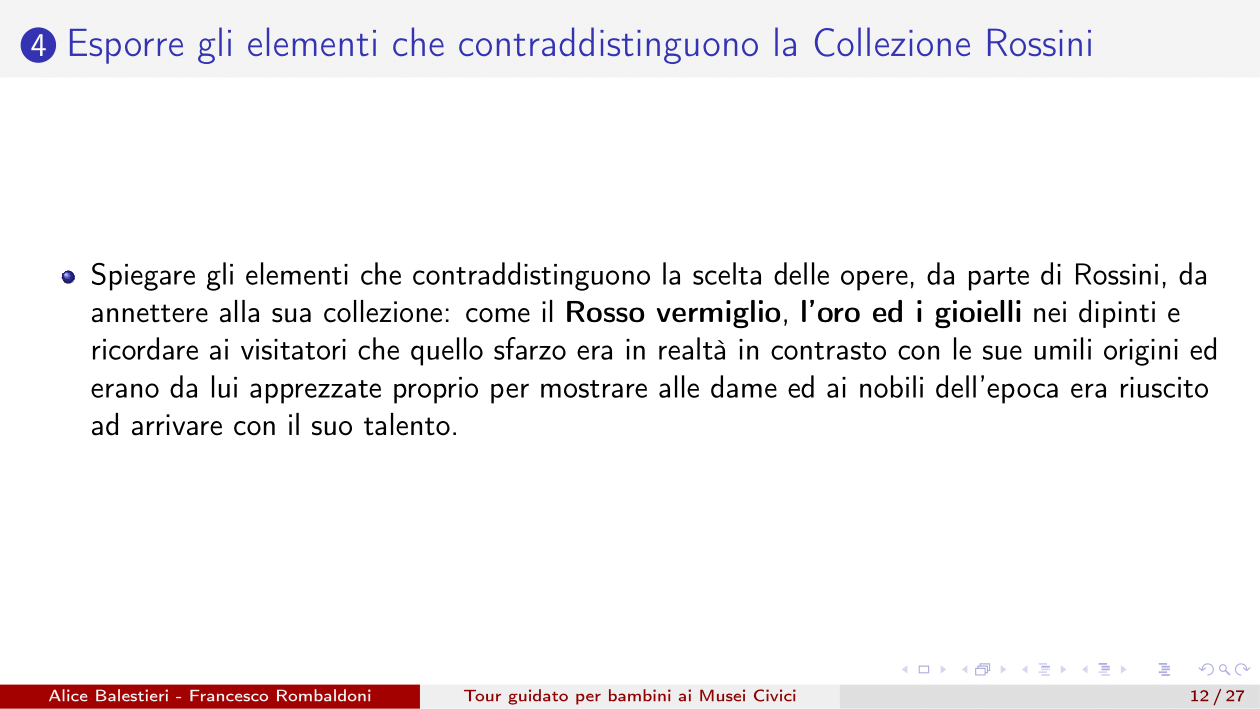 4 Esporre gli elementi che contraddistinguono la Collezione Rossini
Spiegare gli elementi che contraddistinguono la scelta delle opere, da parte di Rossini, da
annettere alla sua collezione: come il Rosso vermiglio, l'oro ed i gioielli nei dipinti e
ricordare ai visitatori che quello sfarzo era in realtà in contrasto con le sue umili origini ed
erano da lui apprezzate proprio per mostrare alle dame ed ai nobili dell'epoca era riuscito
ad arrivare con il suo talento.
Alice Balestieri - Francesco Rombaldoni
Tour guidato per bambini ai Musei Civici
12 / 27